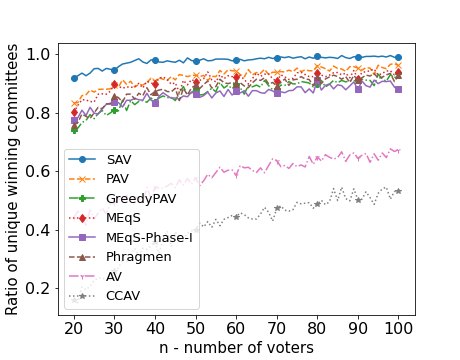 1.0
0.8
0.6
0.4
0.2
Ratio of unique winning committees
SAV
PAV
GreedyPAV
MEqS
MEqS-Phase-I
Phragmen
AV
CCAV
20 30 40 50 60 70 80 90 100
n - number of voters